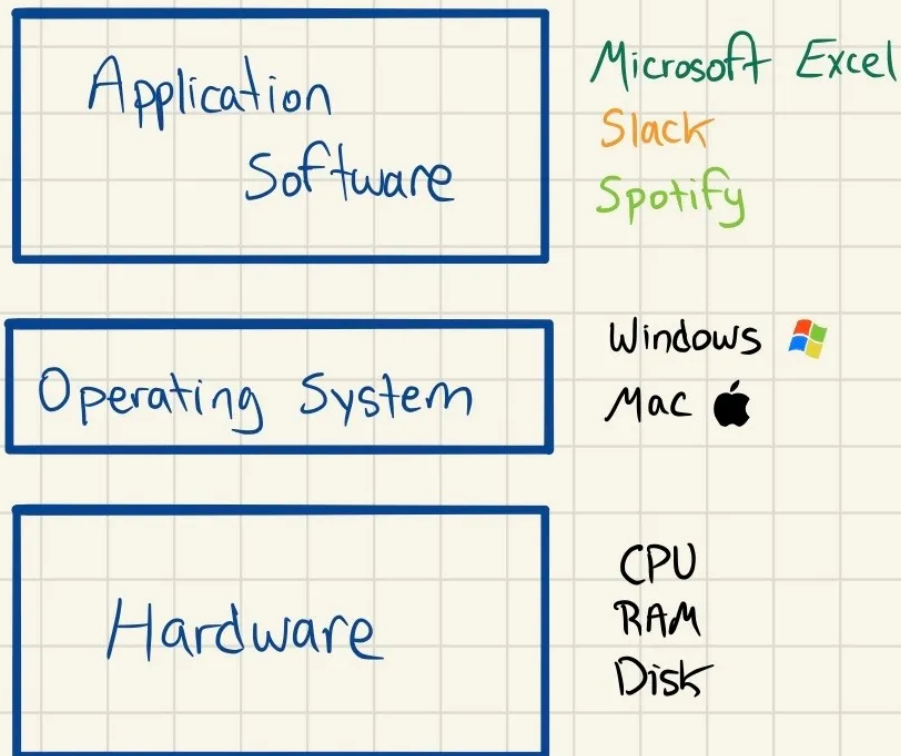 Application
Software
Microsoft Excel
Slack
Spotify
Operating System
Windows
Mac
Hardware
CPU
RAM
Disk